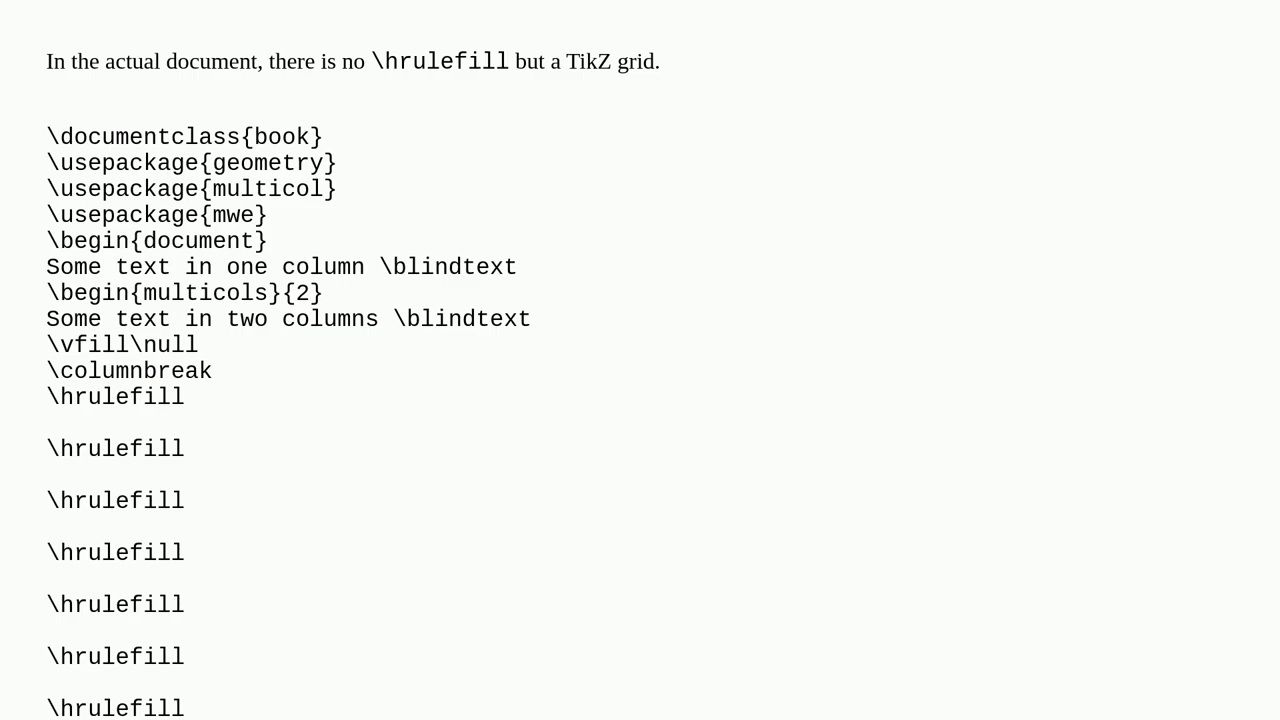 In the actual document, there is no \hrulefill but a TikZ grid.
\documentclass{book}
\usepackage{geometry}
\usepackage{multicol}
\usepackage{mwe}
\begin{document}
Some text in one column \blindtext
\begin{multicols}{2}
Some text in two columns \blindtext
\vfill\null
\columnbreak
\hrulefill
\hrulefill
\hrulefill
\hrulefill
\hrulefill
\hrulefill
\hrulefill